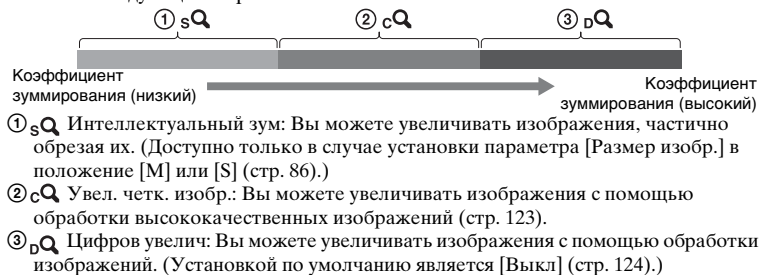 ① sQ ② cQ ③ DQ
Коэффициент
зуммирования (низкий)
Коэффициент
зуммирования (высокий)
① sQ Интеллектуальный зум: Вы можете увеличивать изображения, частично
обрезая их. (Доступно только в случае установки параметра [Размер изобр.] в
положение [M] или [S] (стр. 86).)
② cQ Увел. четк. изобр.: Вы можете увеличивать изображения с помощью
обработки высококачественных изображений (стр. 123).
③ DQ Цифров увелич: Вы можете увеличивать изображения с помощью обработки
изображений. (Установкой по умолчанию является [Выкл] (стр. 124).)